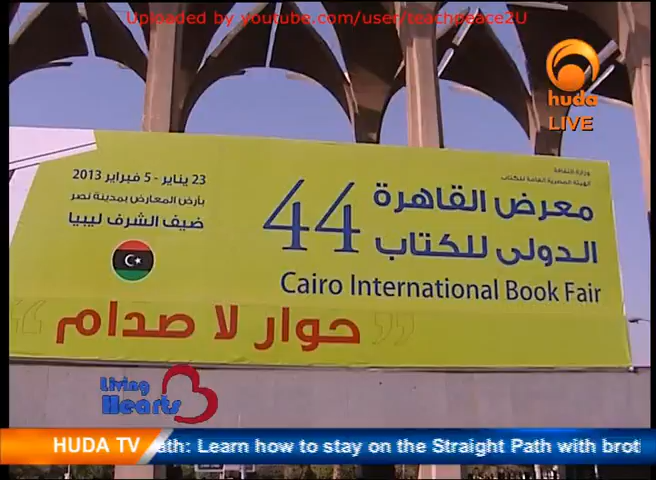 Uploaded by youtube.com/user/teachpeace2U
huda
LIVE
وزارة الثقافة
الهيئة المصرية العامة للكتاب
23 يناير - 5 فبراير 2013
بأرض المعارض بمدينة نصر
ضيف الشرف ليبيا
معرض القاهرة
الدولى للكتاب
44
Cairo International Book Fair
” حوار لا صدام “
Living
Hearts
HUDA TV
ath: Learn how to stay on the Straight Path with brot